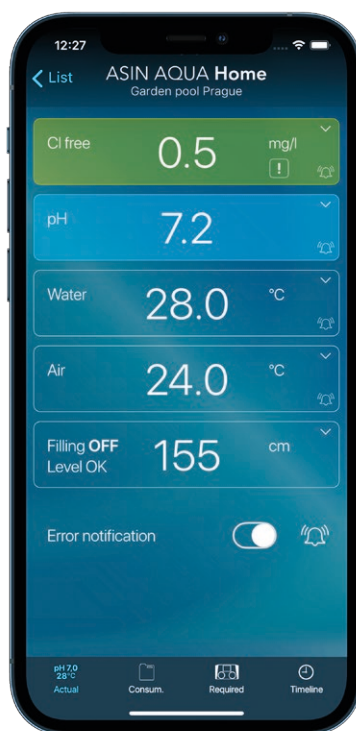 12:27
List
ASIN AQUA Home
Garden pool Prague
Cl free
0.5
mg/l
!
pH
7.2
Water
28.0
°C
Air
24.0
°C
Filling OFF
Level OK
155
cm
Error notification
pH 7,0
28°C
Actual
Consum.
Required
Timeline